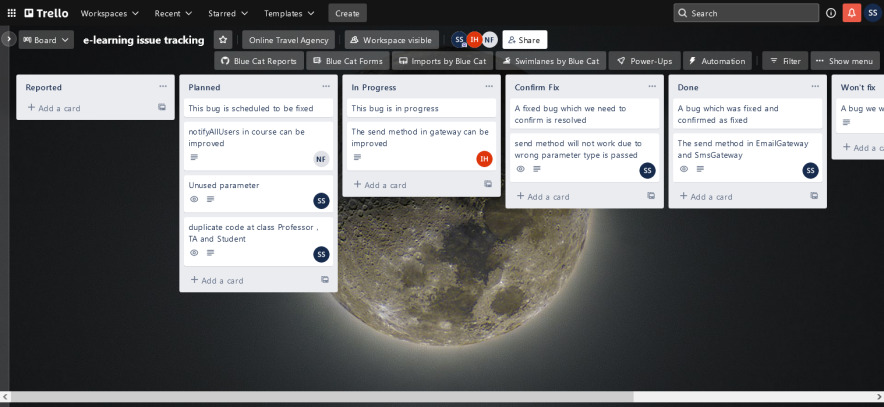 Trello
Workspaces
Recent
Starred
Templates
Create
Search
SS
Board
e-learning issue tracking
Online Travel Agency
Workspace visible
SS
IH
NF
Share
Blue Cat Reports
Blue Cat Forms
Imports by Blue Cat
Swimlanes by Blue Cat
Power-Ups
Automation
Filter
Show menu
Reported
Add a card
Planned
This bug is scheduled to be fixed
notifyAllUsers in course can be
improved
NF
Unused parameter
SS
duplicate code at class Professor ,
TA and Student
SS
Add a card
In Progress
This bug is in progress
The send method in gateway can be
improved
IH
Add a card
Confirm Fix
A fixed bug which we need to
confirm is resolved
send method will not work due to
wrong parameter type is passed
SS
Add a card
Done
A bug which was fixed and
confirmed as fixed
The send method in EmailGateway
and SmsGateway
SS
Add a card
Won't fix
A bug we w
Add a ca